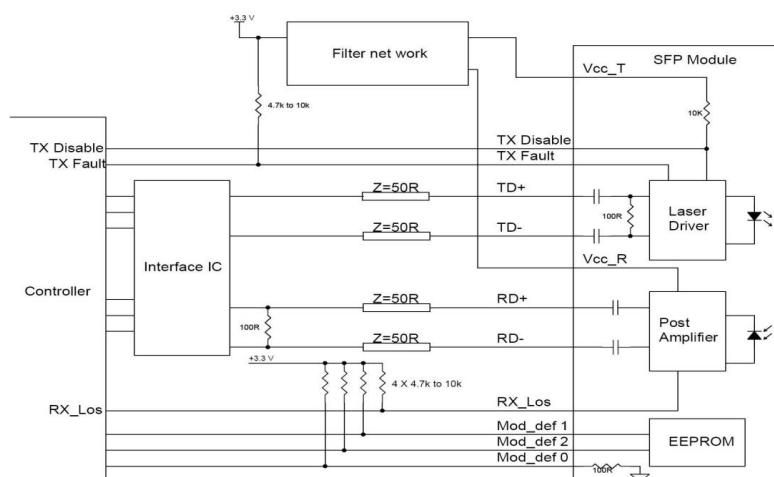 +3.3 V
Filter net work
SFP Module
Vcc_T
4.7k to 10k
10K
TX Disable
TX Disable
TX Fault
TX Fault
Z=50R
TD+
100R
Laser
Driver
Z=50R
TD-
Interface IC
Vcc_R
Controller
Z=50R
RD+
100R
Post
Amplifier
Z=50R
RD-
+3.3 V
4 X 4.7k to 10k
RX_Los
RX_Los
Mod_def 1
EEPROM
Mod_def 2
Mod_def 0
100R